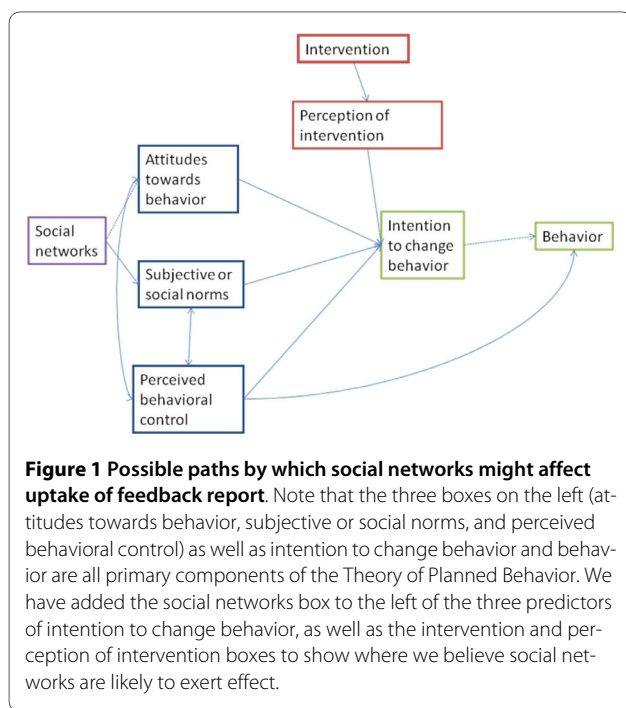 Intervention
Perception of
intervention
Attitudes
towards
behavior
Social
networks
Intention
to change
behavior
Behavior
Subjective or
social norms
Perceived
behavioral
control
Figure 1 Possible paths by which social networks might affect
uptake of feedback report. Note that the three boxes on the left (at-
titudes towards behavior, subjective or social norms, and perceived
behavioral control) as well as intention to change behavior and behav-
ior are all primary components of the Theory of Planned Behavior. We
have added the social networks box to the left of the three predictors
of intention to change behavior, as well as the intervention and per-
ception of intervention boxes to show where we believe social net-
works are likely to exert effect.